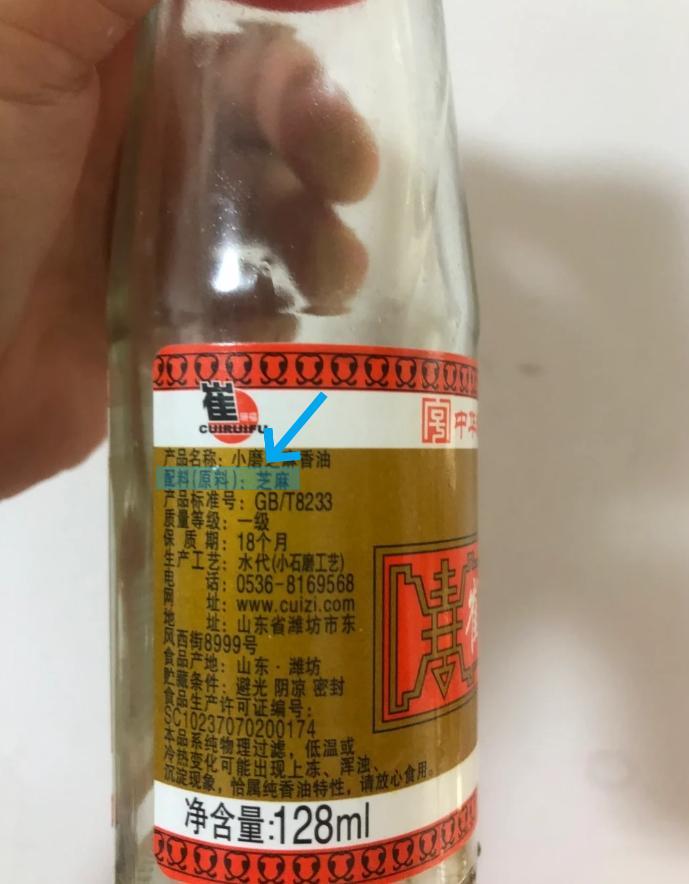 崔
CUIRUIFU
中华
产品名称：小磨芝麻香油
配料(原料)：芝麻
产品标准号：GB/T8233
质量等级：一级
保质期：18个月
生产工艺：水代(小石磨工艺)
电话：0536-8169568
网址：www.cuizi.com
地址：山东省潍坊市东
风西街8999号
食品产地：山东·潍坊
贮藏条件：避光 阴凉 密封
食品生产许可证编号：
SC10237070200174
本品系纯物理过滤，低温或
冷热变化可能出现上冻、浑浊、
沉淀现象，恰属纯香油特性，请放心食用。
净含量:128ml